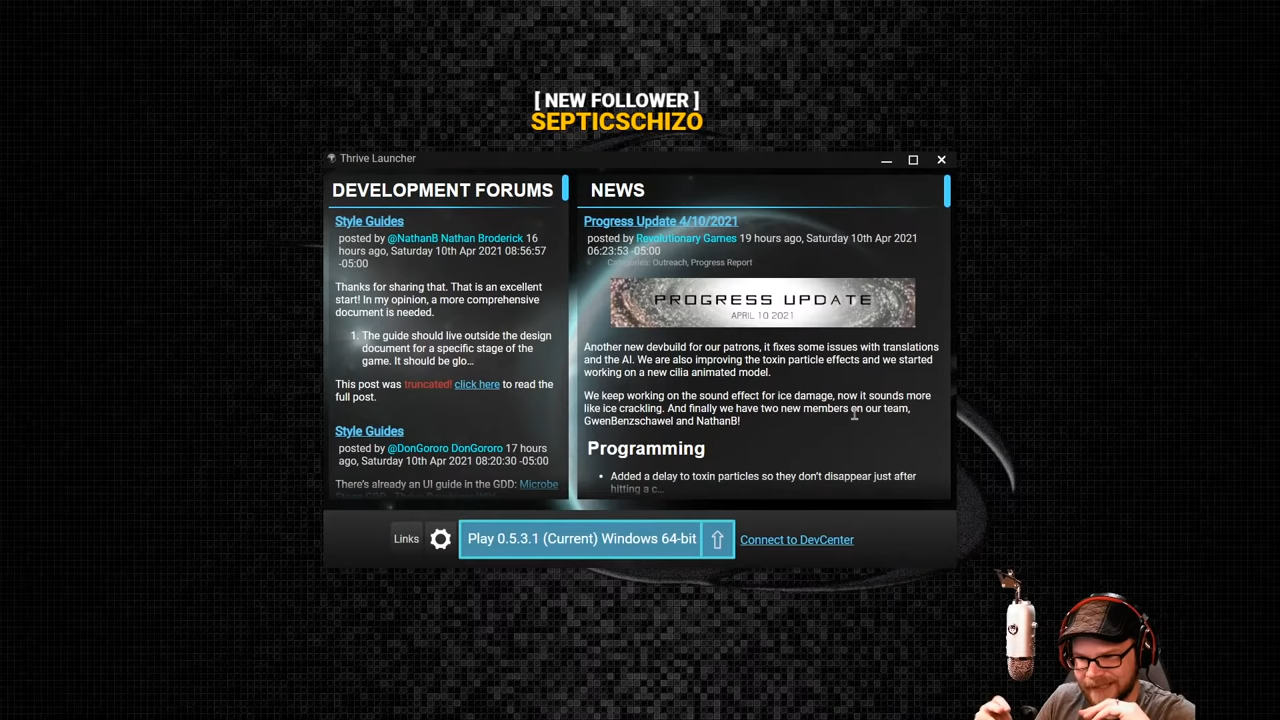 [ NEW FOLLOWER ]
SEPTICSCHIZO
Thrive Launcher
DEVELOPMENT FORUMS
Style Guides
posted by @NathanB Nathan Broderick 16
hours ago, Saturday 10th Apr 2021 08:56:57
-05:00
Thanks for sharing that. That is an excellent
start! In my opinion, a more comprehensive
document is needed.
1. The guide should live outside the design
document for a specific stage of the
game. It should be glo...
This post was truncated! click here to read the
full post.
Style Guides
posted by @DonGororo DonGororo 17 hours
ago, Saturday 10th Apr 2021 08:20:30 -05:00
There's already an UI guide in the GDD: Microbe
NEWS
Progress Update 4/10/2021
posted by Revolutionary Games 19 hours ago, Saturday 10th Apr 2021
06:23:53 -05:00
Categories: Outreach, Progress Report
PROGRESS UPDATE
APRIL 10 2021
Another new devbuild for our patrons, it fixes some issues with translations
and the AI. We are also improving the toxin particle effects and we started
working on a new cilia animated model.
We keep working on the sound effect for ice damage, now it sounds more
like ice crackling. And finally we have two new members on our team,
GwenBenzschawel and NathanB!
Programming
• Added a delay to toxin particles so they don't disappear just after
hitting a c...
Links
Play 0.5.3.1 (Current) Windows 64-bit
Connect to DevCenter